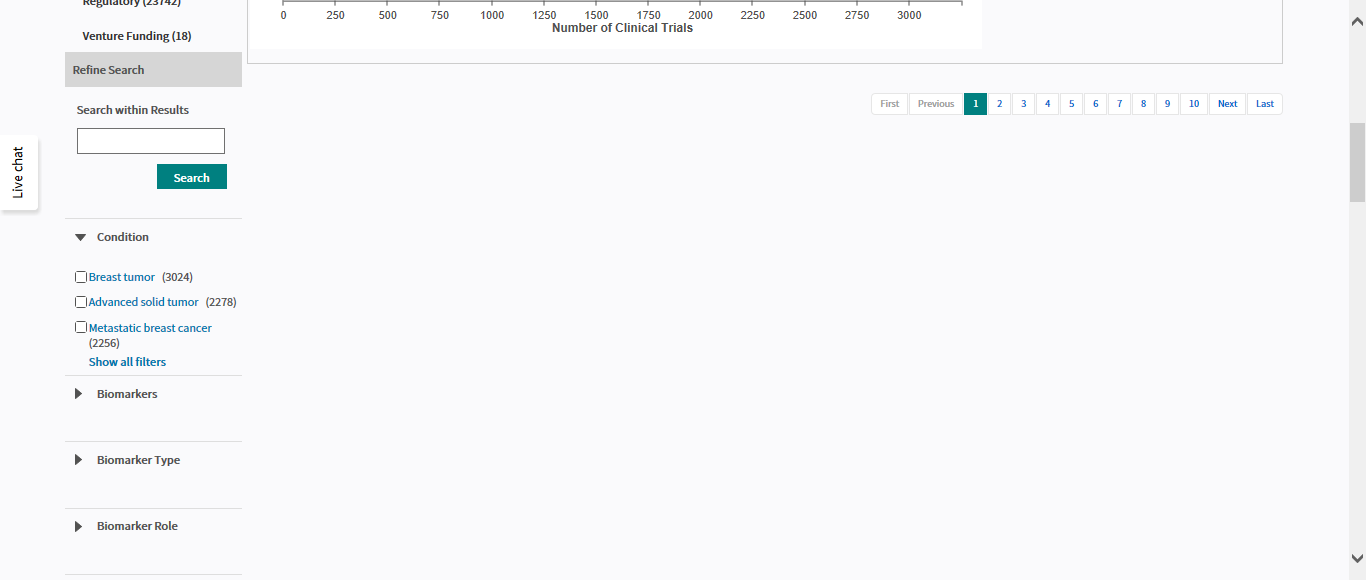 Regulatory (23742)
Venture Funding (18)
Refine Search
Search within Results
Search
Live chat
Condition
Breast tumor (3024)
Advanced solid tumor (2278)
Metastatic breast cancer
(2256)
Show all filters
Biomarkers
Biomarker Type
Biomarker Role
0 250 500 750 1000 1250 1500 1750 2000 2250 2500 2750 3000
Number of Clinical Trials
First Previous 1 2 3 4 5 6 7 8 9 10 Next Last